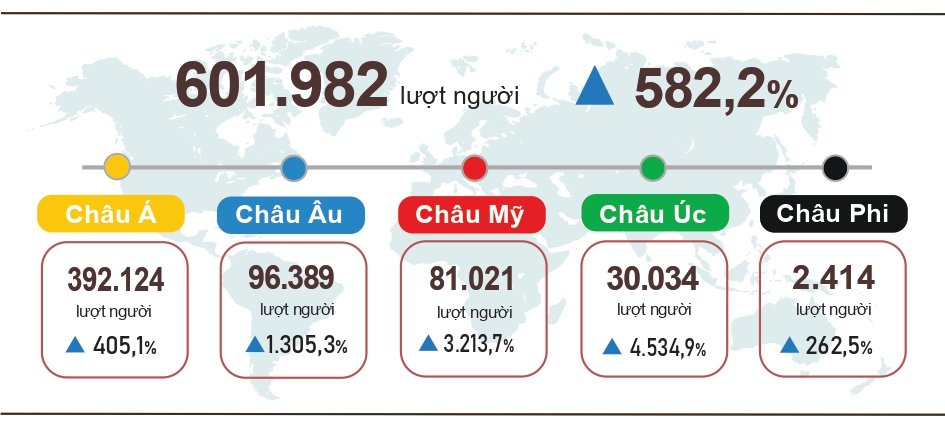 601.982 lượt người ▲ 582,2%
Châu Á
Châu Âu
Châu Mỹ
Châu Úc
Châu Phi
392.124
lượt người
▲ 405,1%
96.389
lượt người
▲1.305,3%
81.021
lượt người
▲ 3.213,7%
30.034
lượt người
▲ 4.534,9%
2.414
lượt người
▲ 262,5%